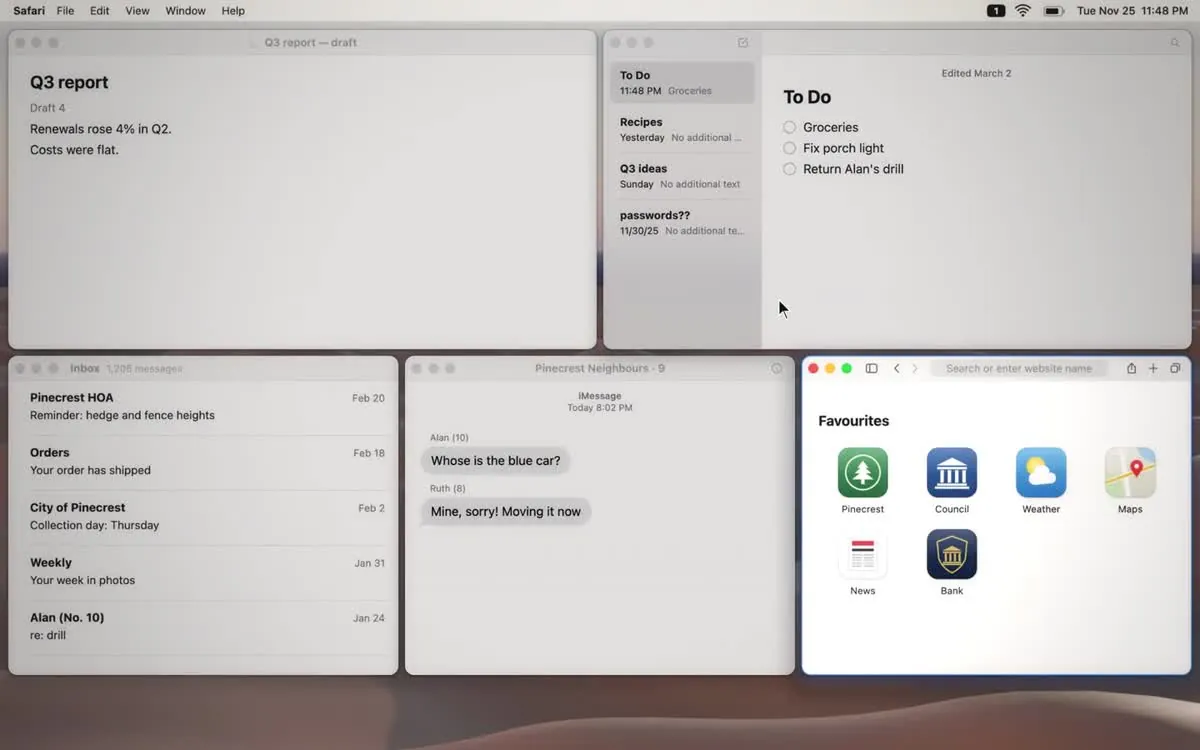 Safari File Edit View Window Help
1
Tue Nov 25 11:48 PM
Q3 report — draft
Q3 report
Draft 4
Renewals rose 4% in Q2.
Costs were flat.
To Do
11:48 PM Groceries
Recipes
Yesterday No additional ...
Q3 ideas
Sunday No additional text
passwords??
11/30/25 No additional te...
Edited March 2
To Do
Groceries
Fix porch light
Return Alan's drill
Inbox 1,206 messages
Pinecrest HOA Feb 20
Reminder: hedge and fence heights
Orders Feb 18
Your order has shipped
City of Pinecrest Feb 2
Collection day: Thursday
Weekly Jan 31
Your week in photos
Alan (No. 10) Jan 24
re: drill
Pinecrest Neighbours - 9
iMessage
Today 8:02 PM
Alan (10)
Whose is the blue car?
Ruth (8)
Mine, sorry! Moving it now
Search or enter website name
Favourites
Pinecrest Council Weather Maps
News Bank